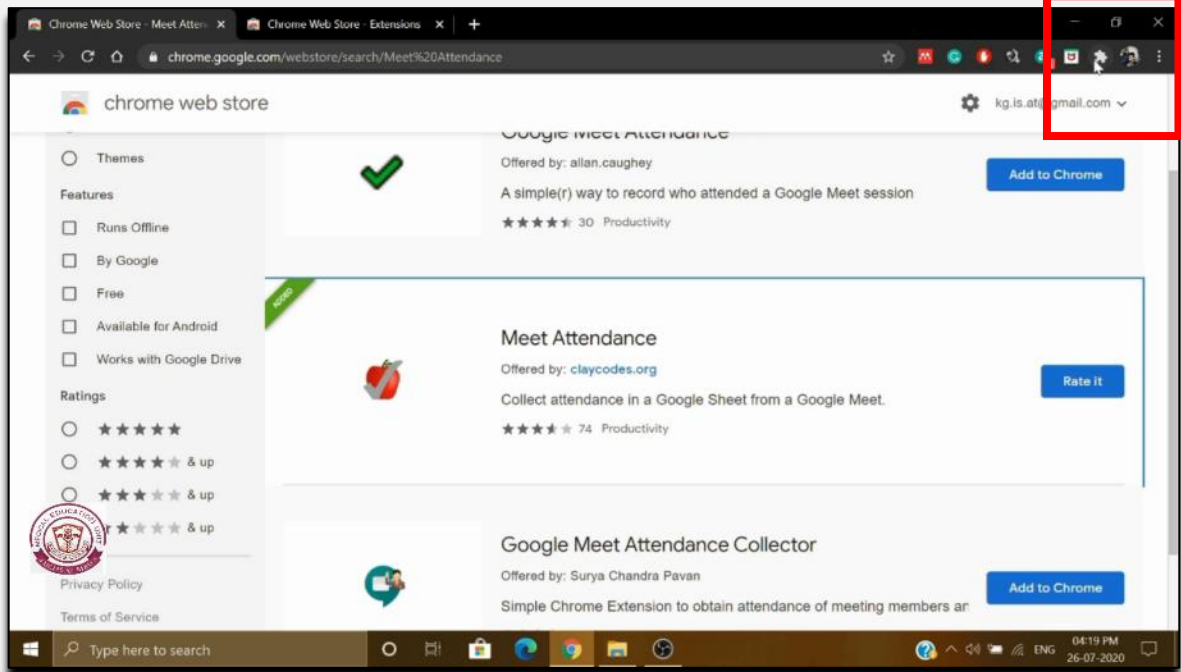 Chrome Web Store - Meet Atten
Chrome Web Store - Extensions
chrome.google.com/webstore/search/Meet%20Attendance
chrome web store
kg.is.at@gmail.com
Themes
Features
Runs Offline
By Google
Free
Available for Android
Works with Google Drive
Ratings
& up
& up
& up
Privacy Policy
Terms of Service
Google Meet Attendance
Offered by: allan.caughey
A simple(r) way to record who attended a Google Meet session
30 Productivity
Add to Chrome
ADDED
Meet Attendance
Offered by: claycodes.org
Collect attendance in a Google Sheet from a Google Meet.
74 Productivity
Rate it
Google Meet Attendance Collector
Offered by: Surya Chandra Pavan
Simple Chrome Extension to obtain attendance of meeting members an
Add to Chrome
MEDICAL EDUCATION UNIT
Type here to search
ENG
04:19 PM
26-07-2020